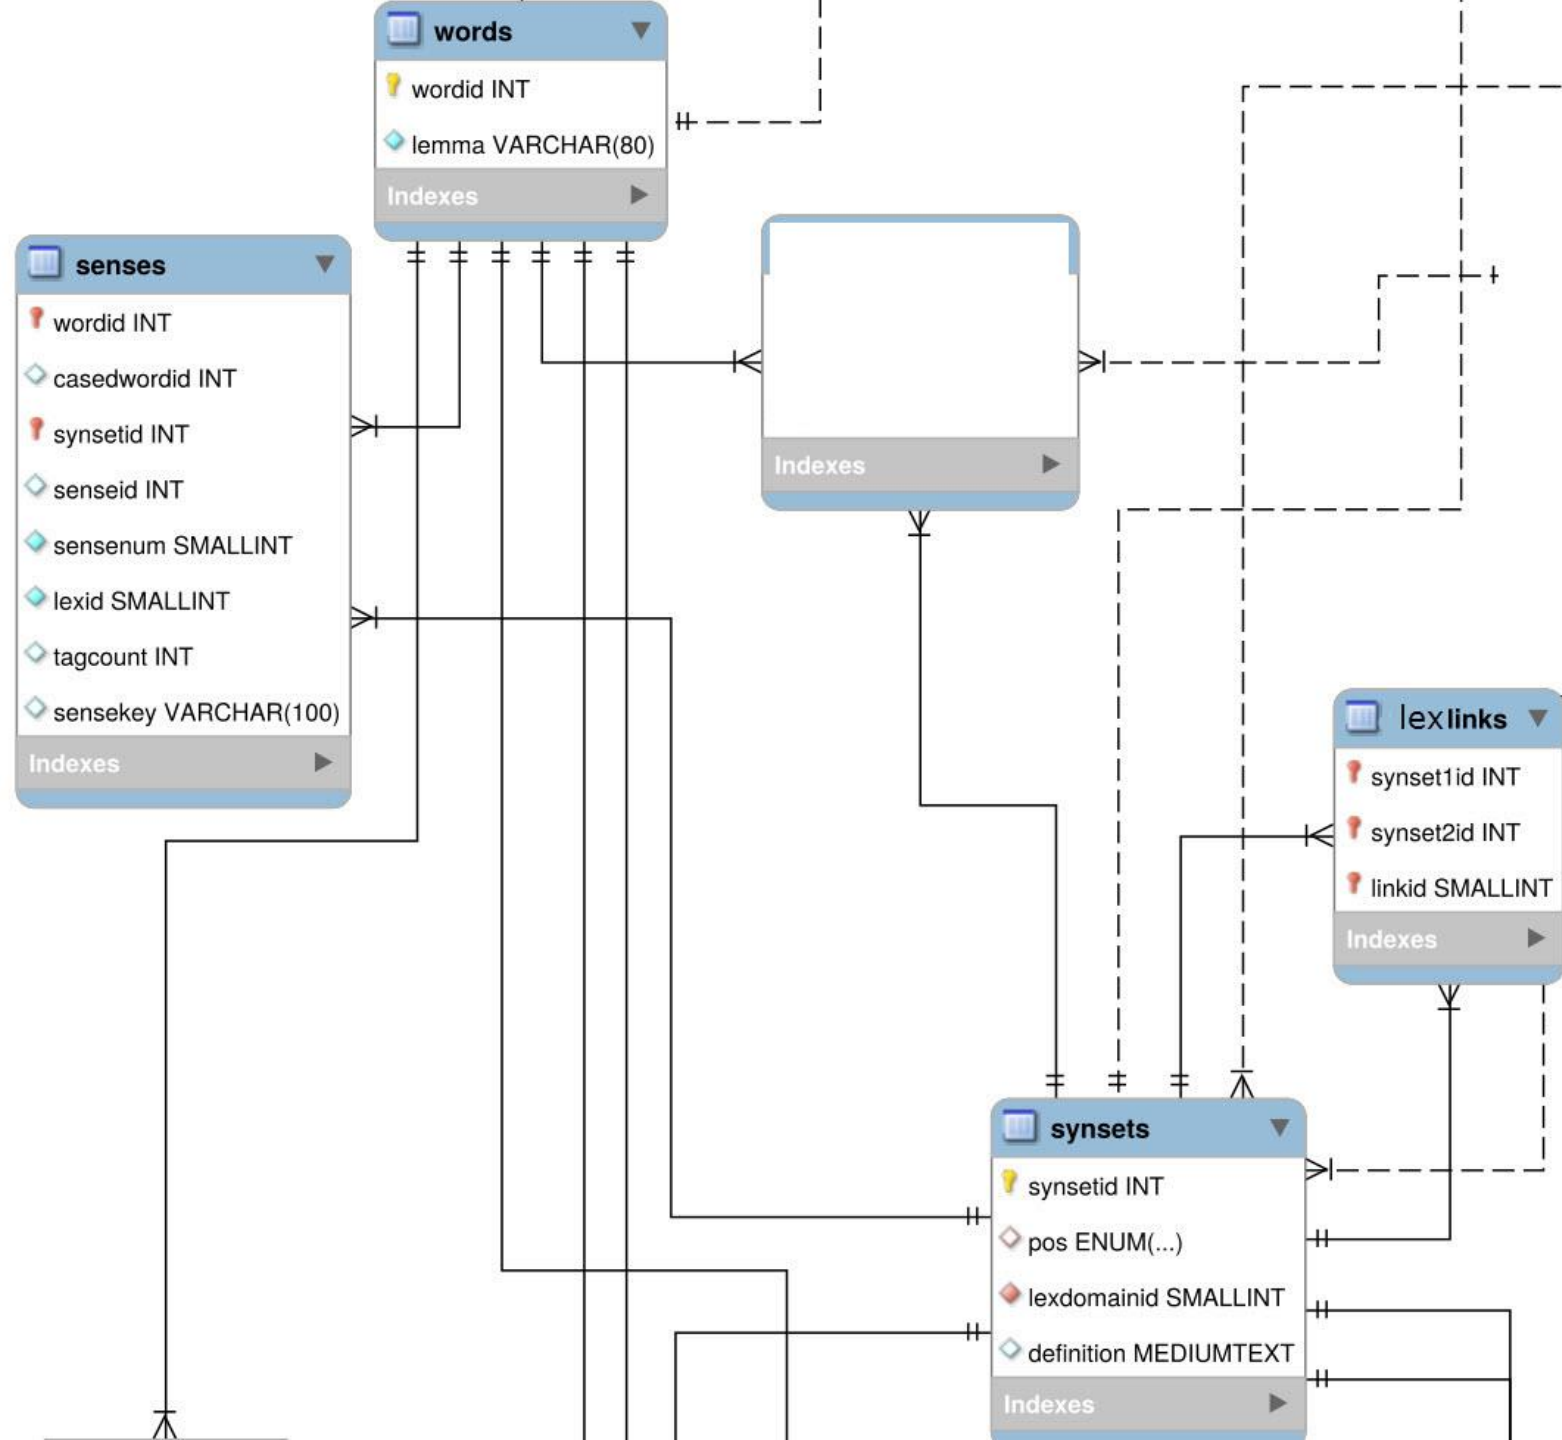 words
wordid INT
lemma VARCHAR(80)
Indexes
senses
wordid INT
casedwordid INT
synsetid INT
senseid INT
sensenum SMALLINT
lexid SMALLINT
tagcount INT
sensekey VARCHAR(100)
Indexes
Indexes
lexlinks
synset1id INT
synset2id INT
linkid SMALLINT
Indexes
synsets
synsetid INT
pos ENUM(...)
lexdomainid SMALLINT
definition MEDIUMTEXT
Indexes